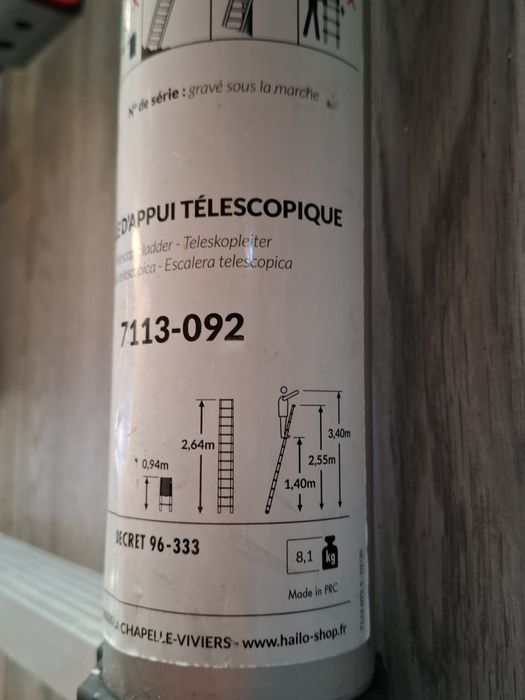 N° de série : gravé sous la marche
D'APPUI TÉLESCOPIQUE
ladder - Teleskopleiter
telescopica - Escalera telescopica
7113-092
2,64m
0,94m
3,40m
2,55m
1,40m
DECRET 96-333
8,1 kg
Made in PRC
LA CHAPELLE-VIVIERS - www.hailo-shop.fr